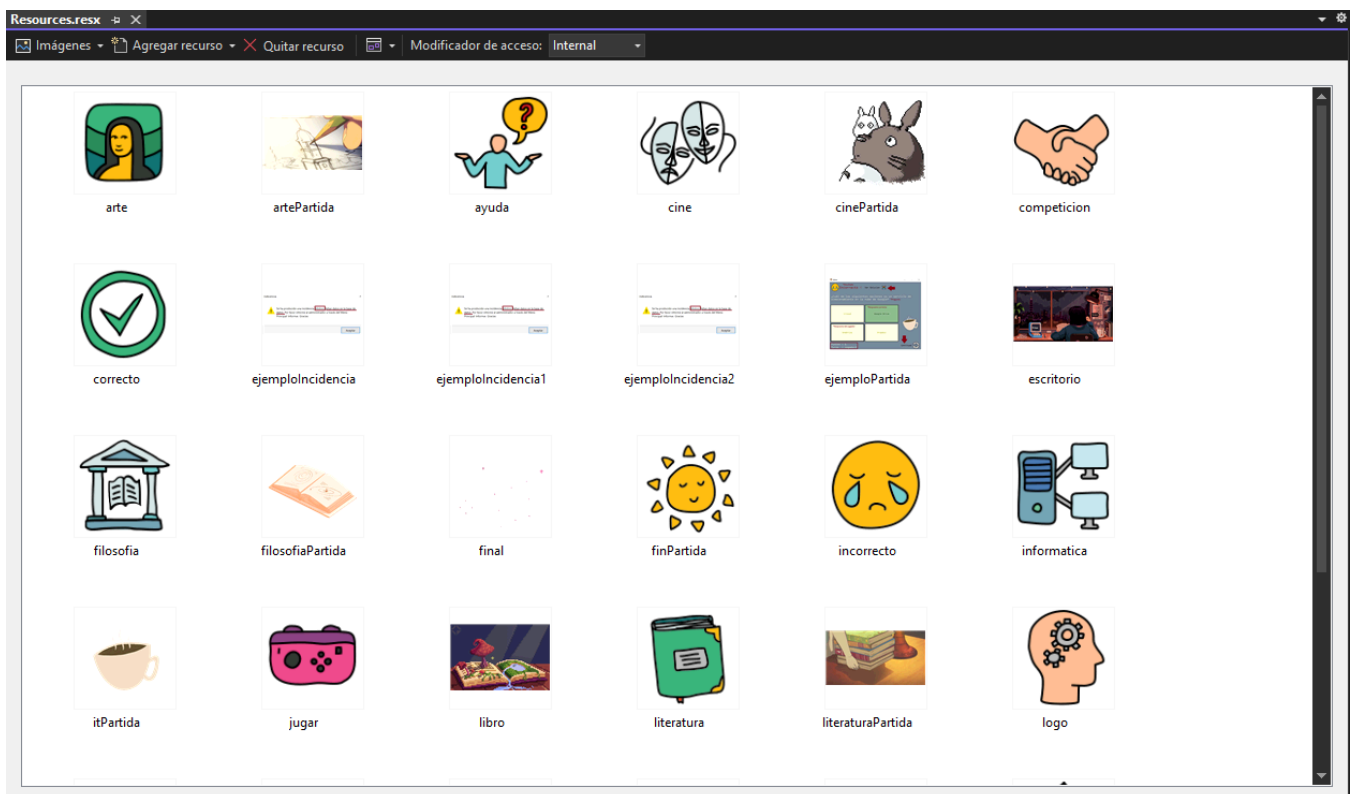 Resources.resx
Imágenes Agregar recurso Quitar recurso Modificador de acceso: Internal
arte artePartida ayuda cine cinePartida competicion
?
correcto ejemploIncidencia ejemploIncidencia1 ejemploIncidencia2 ejemploPartida escritorio
filosofia filosofiaPartida final finPartida incorrecto informatica
itPartida jugar libro literatura literaturaPartida logo